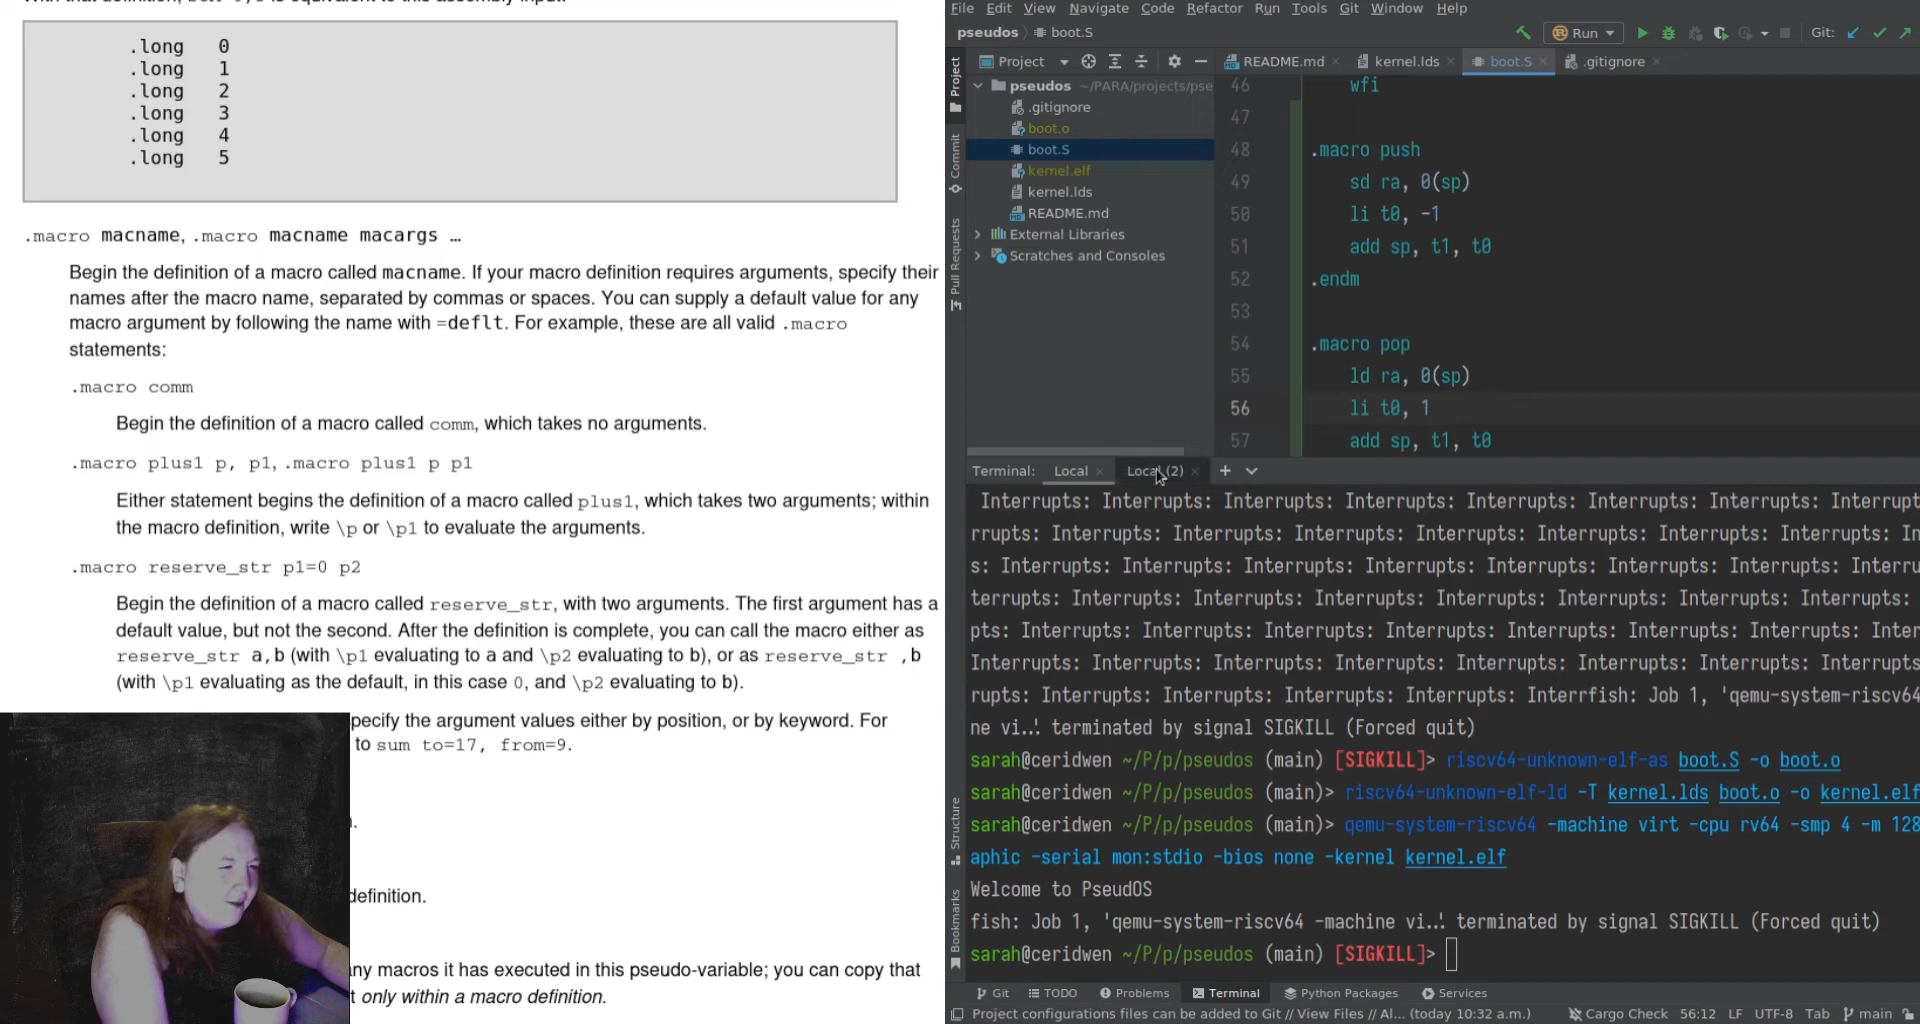 .long 0
.long 1
.long 2
.long 3
.long 4
.long 5
.macro macname, .macro macname macargs …
Begin the definition of a macro called macname. If your macro definition requires arguments, specify their
names after the macro name, separated by commas or spaces. You can supply a default value for any
macro argument by following the name with =deflt. For example, these are all valid .macro
statements:
.macro comm
Begin the definition of a macro called comm, which takes no arguments.
.macro plus1 p, p1, .macro plus1 p p1
Either statement begins the definition of a macro called plus1, which takes two arguments; within
the macro definition, write \p or \p1 to evaluate the arguments.
.macro reserve_str p1=0 p2
Begin the definition of a macro called reserve_str, with two arguments. The first argument has a
default value, but not the second. After the definition is complete, you can call the macro either as
reserve_str a,b (with \p1 evaluating to a and \p2 evaluating to b), or as reserve_str ,b
(with \p1 evaluating as the default, in this case 0, and \p2 evaluating to b).
pecify the argument values either by position, or by keyword. For
to sum to=17, from=9.
definition.
ny macros it has executed in this pseudo-variable; you can copy that
t only within a macro definition.
File Edit View Navigate Code Refactor Run Tools Git Window Help
pseudos boot.S Run Git:
Project README.md kernel.lds boot.S .gitignore
pseudos ~/PARA/projects/pse
.gitignore
boot.o
boot.S
kernel.elf
kernel.lds
README.md
External Libraries
Scratches and Consoles
Project
Commit
Pull Requests
Structure
Bookmarks
46 wfi
47
48 .macro push
49 sd ra, 0(sp)
50 li t0, -1
51 add sp, t1, t0
52 .endm
53
54 .macro pop
55 ld ra, 0(sp)
56 li t0, 1
57 add sp, t1, t0
Terminal: Local Local (2)
Interrupts: Interrupts: Interrupts: Interrupts: Interrupts: Interrupts: Interrupts: Interrupt
rrupts: Interrupts: Interrupts: Interrupts: Interrupts: Interrupts: Interrupts: Interrupts: In
s: Interrupts: Interrupts: Interrupts: Interrupts: Interrupts: Interrupts: Interrupts: Interru
terrupts: Interrupts: Interrupts: Interrupts: Interrupts: Interrupts: Interrupts: Interrupts:
pts: Interrupts: Interrupts: Interrupts: Interrupts: Interrupts: Interrupts: Interrupts: Inter
Interrupts: Interrupts: Interrupts: Interrupts: Interrupts: Interrupts: Interrupts: Interrupts
rupts: Interrupts: Interrupts: Interrupts: Interrupts: Interrfish: Job 1, 'qemu-system-riscv64
ne vi…' terminated by signal SIGKILL (Forced quit)
sarah@ceridwen ~/P/p/pseudos (main) [SIGKILL]> riscv64-unknown-elf-as boot.S -o boot.o
sarah@ceridwen ~/P/p/pseudos (main)> riscv64-unknown-elf-ld -T kernel.lds boot.o -o kernel.elf
sarah@ceridwen ~/P/p/pseudos (main)> qemu-system-riscv64 -machine virt -cpu rv64 -smp 4 -m 128
aphic -serial mon:stdio -bios none -kernel kernel.elf
Welcome to PseudOS
fish: Job 1, 'qemu-system-riscv64 -machine vi…' terminated by signal SIGKILL (Forced quit)
sarah@ceridwen ~/P/p/pseudos (main) [SIGKILL]>
Git TODO Problems Terminal Python Packages Services
Project configurations files can be added to Git // View Files // Al... (today 10:32 a.m.) Cargo Check 56:12 LF UTF-8 Tab main